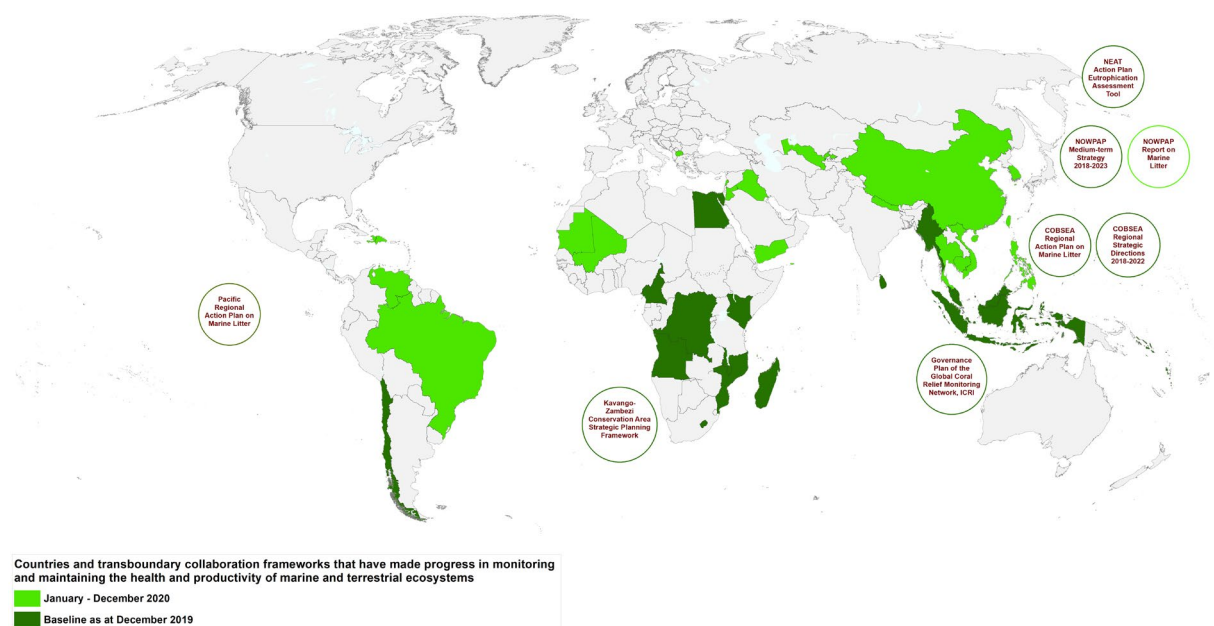 NEAT
Action Plan
Eutrophication
Assessment
Tool
NOWPAP
Medium-term
Strategy
2018-2023
NOWPAP
Report on
Marine
Litter
COBSEA
Regional
Action Plan on
Marine Litter
COBSEA
Regional
Strategic
Directions
2018-2022
Pacific
Regional
Action Plan on
Marine Litter
Governance
Plan of the
Global Coral
Relief Monitoring
Network, ICRI
Kavango-
Zambezi
Conservation Area
Strategic Planning
Framework
Countries and transboundary collaboration frameworks that have made progress in monitoring
and maintaining the health and productivity of marine and terrestrial ecosystems
January - December 2020
Baseline as at December 2019